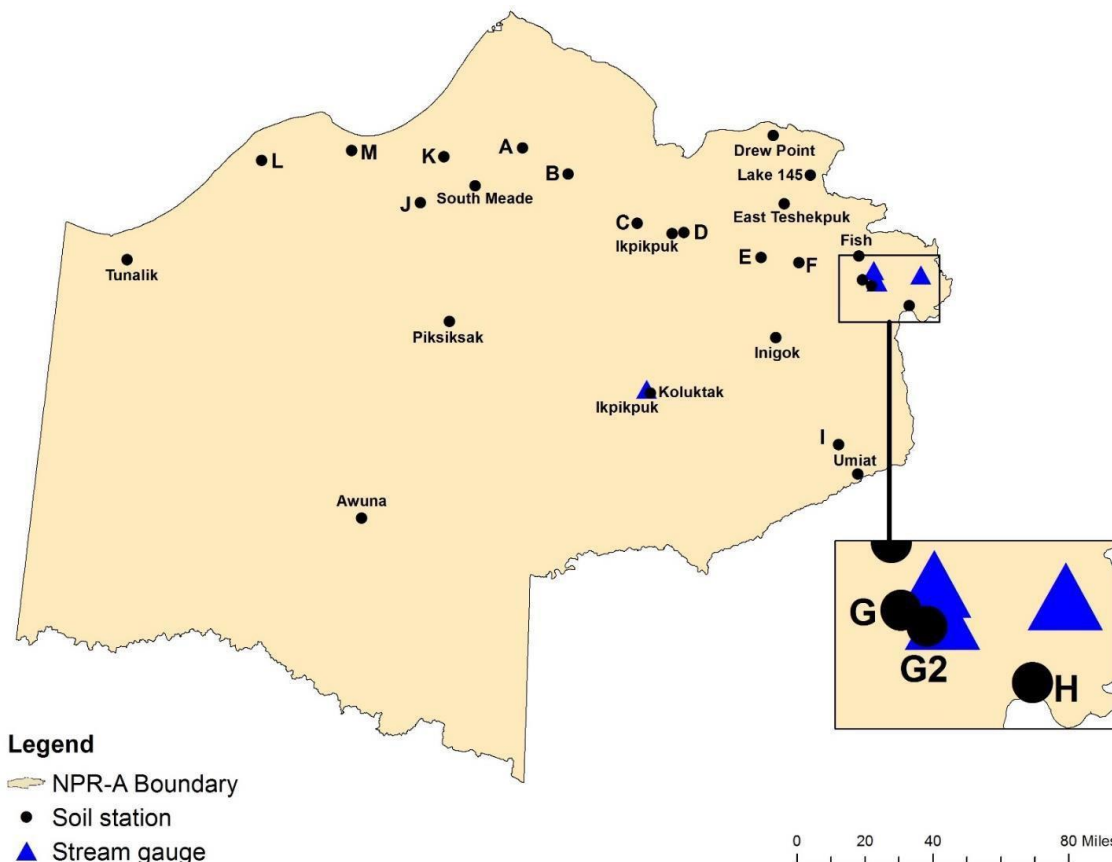 Drew Point
A
M
K
L
B
Lake 145
South Meade
J
East Teshekpuk
C
Ikpikpuk
D
Fish
E
F
Tunalik
Piksiksak
Inigok
Koluktak
Ikpikpuk
I
Umiat
Awuna
G
G2
H
Legend
NPR-A Boundary
Soil station
Stream gauge
0 20 40 80 Miles